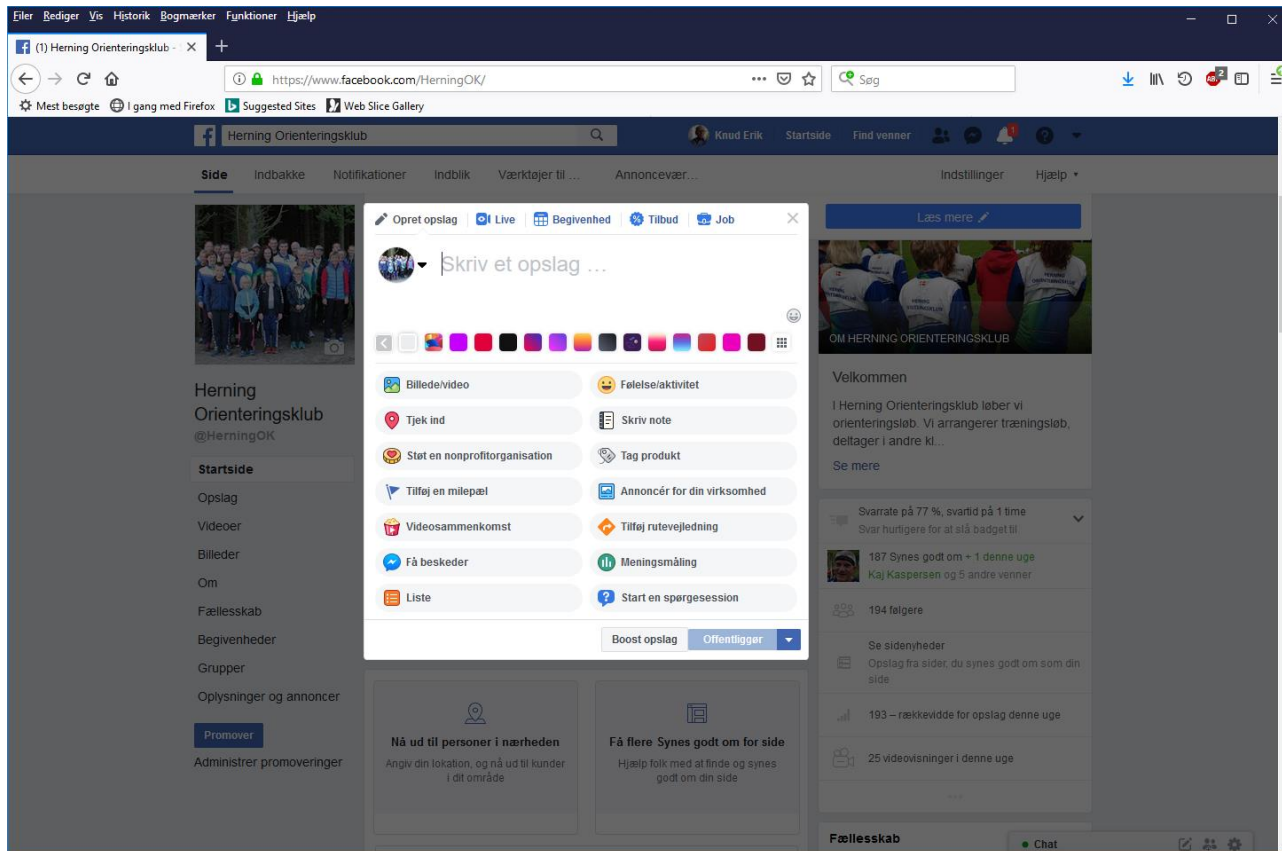 Filer Rediger Vis Historik Bogmærker Funktioner Hjælp
(1) Herning Orienteringsklub -
https://www.facebook.com/HerningOK/
Søg
2
Mest besøgte I gang med Firefox Suggested Sites Web Slice Gallery
Herning Orienteringsklub
Knud Erik Startside Find venner
1
Side Indbakke Notifikationer Indblik Værktøjer til ... Annoncevær... Indstillinger Hjælp
Opret opslag Live Begivenhed Tilbud Job
Skriv et opslag ...
Billede/video Følelse/aktivitet
Tjek ind Skriv note
Støt en nonprofitorganisation Tag produkt
Tilføj en milepæl Annoncér for din virksomhed
Videosammenkomst Tilføj rutevejledning
Få beskeder Meningsmåling
Liste Start en spørgesession
Boost opslag Offentliggør
Herning
Orienteringsklub
@HerningOK
Startside
Opslag
Videoer
Billeder
Om
Fællesskab
Begivenheder
Grupper
Oplysninger og annoncer
Promover
Administrer promoveringer
Nå ud til personer i nærheden
Angiv din lokation, og nå ud til kunder
i dit område
Få flere Synes godt om for side
Hjælp folk med at finde og synes
godt om din side
Læs mere
OM HERNING ORIENTERINGSKLUB
Velkommen
I Herning Orienteringsklub løber vi
orienteringsløb. Vi arrangerer træningsløb,
deltager i andre kl...
Se mere
Svarrate på 77 %, svartid på 1 time
Svar hurtigere for at slå badget til
187 Synes godt om + 1 denne uge
Kaj Kaspersen og 5 andre venner
194 følgere
Se sidenyheder
Opslag fra sider, du synes godt om som din
side
193 – rækkevidde for opslag denne uge
25 videovisninger i denne uge
Fællesskab
Chat